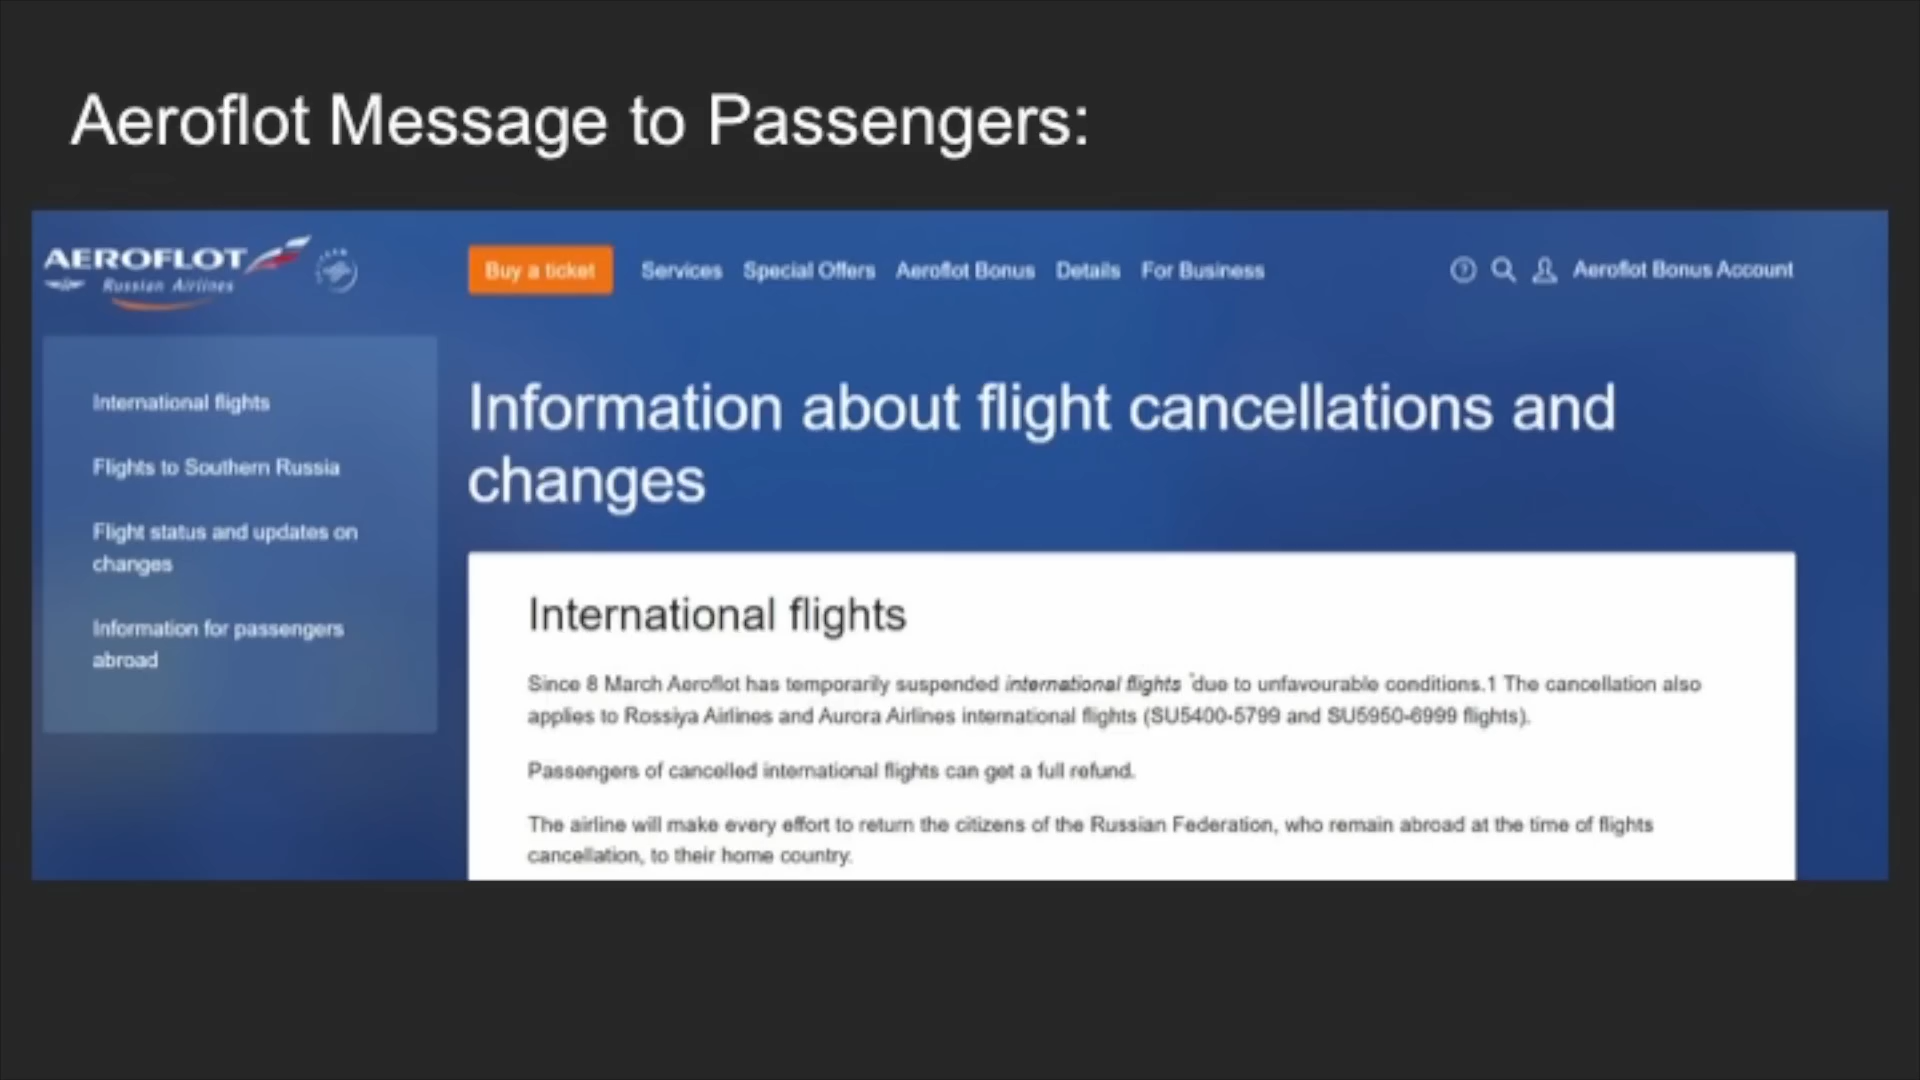 Aeroflot Message to Passengers:
AEROFLOT
Russian Airlines
Buy a ticket
Services
Special Offers
Aeroflot Bonus
Details
For Business
Aeroflot Bonus Account
International flights
Flights to Southern Russia
Flight status and updates on
changes
Information for passengers
abroad
Information about flight cancellations and
changes
International flights
Since 8 March Aeroflot has temporarily suspended international flights *due to unfavourable conditions.1 The cancellation also
applies to Rossiya Airlines and Aurora Airlines international flights (SU5400-5799 and SU5950-6999 flights).
Passengers of cancelled international flights can get a full refund.
The airline will make every effort to return the citizens of the Russian Federation, who remain abroad at the time of flights
cancellation, to their home country.